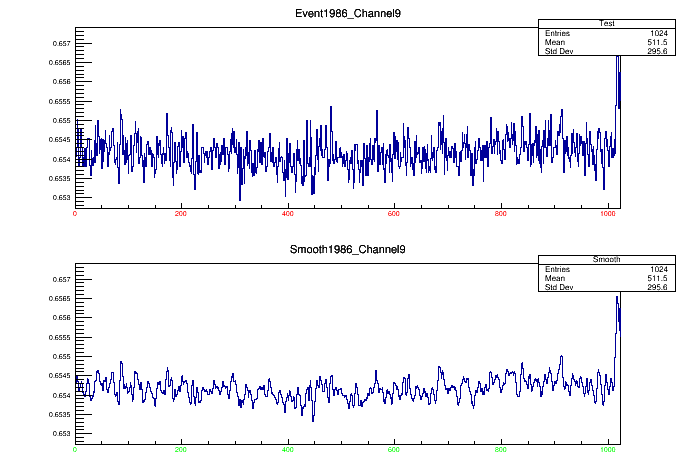 Event1986_Channel9
Test
Entries 1024
Mean 511.5
Std Dev 295.6
0.657
0.6565
0.656
0.6555
0.655
0.6545
0.654
0.6535
0.653
0 200 400 600 800 1000
Smooth1986_Channel9
Smooth
Entries 1024
Mean 511.5
Std Dev 295.6
0.657
0.6565
0.656
0.6555
0.655
0.6545
0.654
0.6535
0.653
0 200 400 600 800 1000